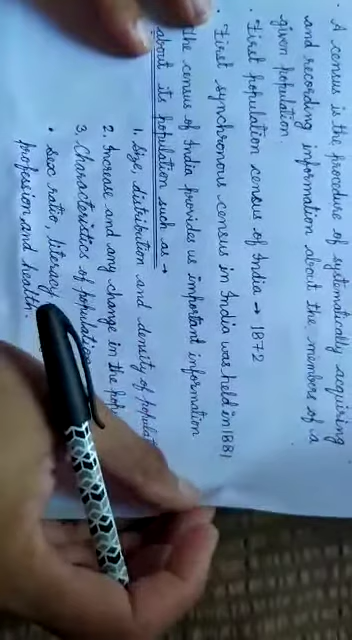 • A census is the procedure of systematically acquiring
and recording information about the members of a
given population.
• First population census of India → 1872
• First synchronous census in India was held in 1881
The census of India provides us important information
about its population such as →
1. Size, distribution and density of populat
2. Increase and any change in the pop
3. Characteristics of population
• Sex ratio, literacy
profession and health.